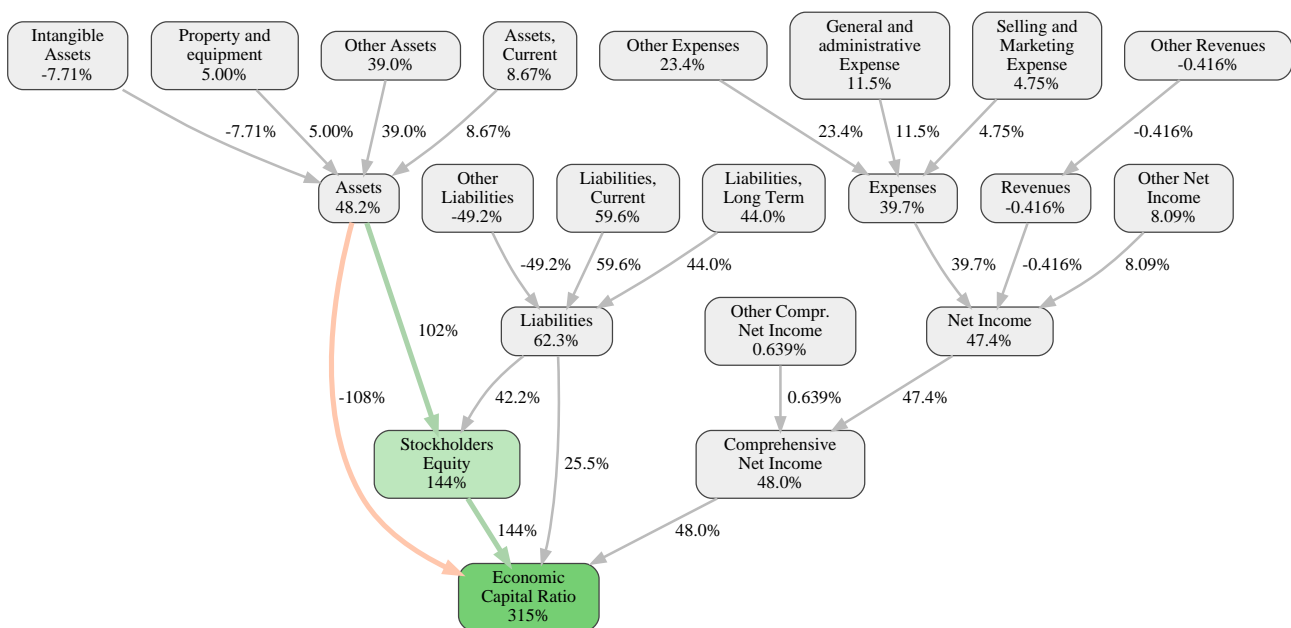 Intangible
Assets
-7.71%
Property and
equipment
5.00%
Other Assets
39.0%
Assets,
Current
8.67%
Other Expenses
23.4%
General and
administrative
Expense
11.5%
Selling and
Marketing
Expense
4.75%
Other Revenues
-0.416%
-7.71%
5.00%
39.0%
8.67%
23.4%
11.5%
4.75%
-0.416%
Assets
48.2%
Other
Liabilities
-49.2%
Liabilities,
Current
59.6%
Liabilities,
Long Term
44.0%
Expenses
39.7%
Revenues
-0.416%
Other Net
Income
8.09%
-49.2%
59.6%
44.0%
39.7%
-0.416%
8.09%
102%
Liabilities
62.3%
Other Compr.
Net Income
0.639%
Net Income
47.4%
-108%
42.2%
0.639%
47.4%
Stockholders
Equity
144%
25.5%
Comprehensive
Net Income
48.0%
144%
48.0%
Economic
Capital Ratio
315%